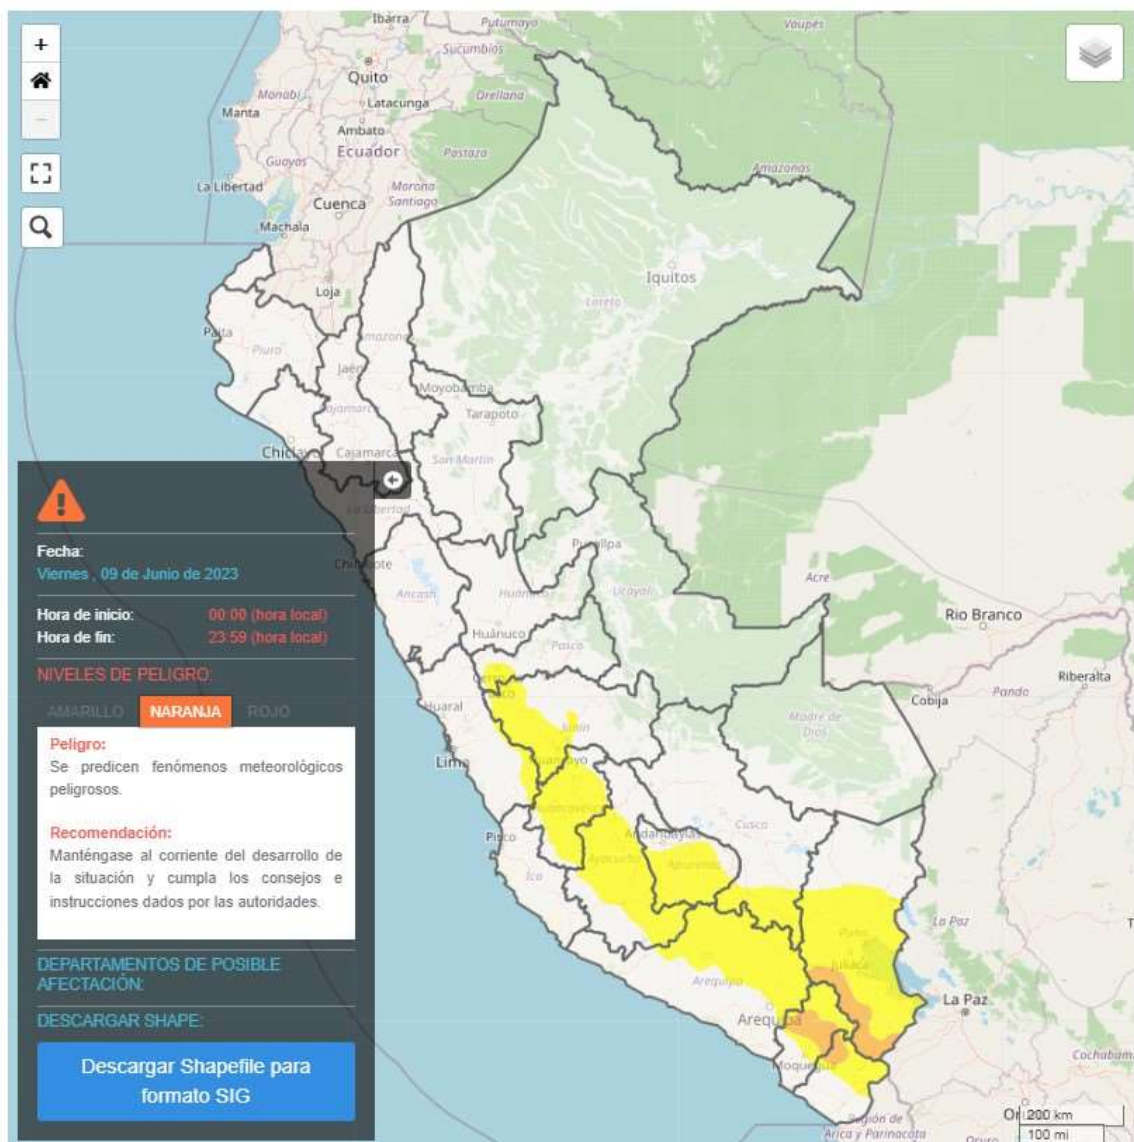 Ibarra
Putumayo
Vaupés
+
Quito
Sucumbíos
Manabí
Orellana
Manta
Latacunga
Ambato
Ecuador
Pastaza
Guayas
Amazonas
La Libertad
Morona
Santiago
Cuenca
Machala
Loja
Iquitos
Loreto
Paita
Piura
Amazonas
Jaén
Moyobamba
Cajamarca
Tarapoto
Chiclayo
Cajamarca
San Martín
La Libertad
Fecha:
Viernes , 09 de Junio de 2023
Chimbote
Ancash
Pucallpa
Huánuco
Ucayali
Acre
Hora de inicio: 00:00 (hora local)
Hora de fin: 23:59 (hora local)
Huánuco
Pasco
Rio Branco
NIVELES DE PELIGRO:
AMARILLO NARANJA ROJO
Huaral
Junín
Madre de
Dios
Cobija
Pando
Riberalta
Peligro:
Se predicen fenómenos meteorológicos
peligrosos.
Lima
Huancayo
Huancavelica
Recomendación:
Manténgase al corriente del desarrollo de
la situación y cumpla los consejos e
instrucciones dados por las autoridades.
Pisco
Ica
Andahuaylas
Cusco
Ayacucho
Apurímac
La Paz
Puno
Juliaca
DEPARTAMENTOS DE POSIBLE
AFECTACIÓN:
Arequipa
La Paz
DESCARGAR SHAPE:
Arequipa
Descargar Shapefile para
formato SIG
Moquegua
Cochabam
200 km
100 mi
Región de
Arica y Parinacota
Oruro